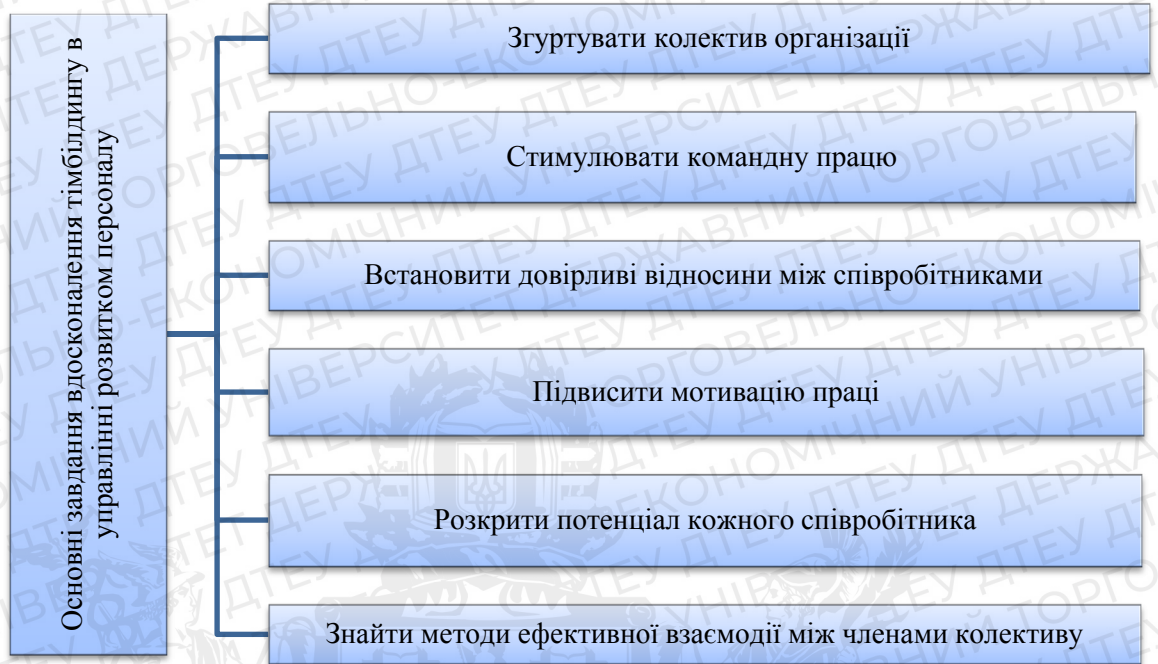 Основні завдання вдосконалення тімбілдингу в
управлінні розвитком персоналу
Згуртувати колектив організації
Стимулювати командну працю
Встановити довірливі відносини між співробітниками
Підвисити мотивацію праці
Розкрити потенціал кожного співробітника
Знайти методи ефективної взаємодії між членами колективу